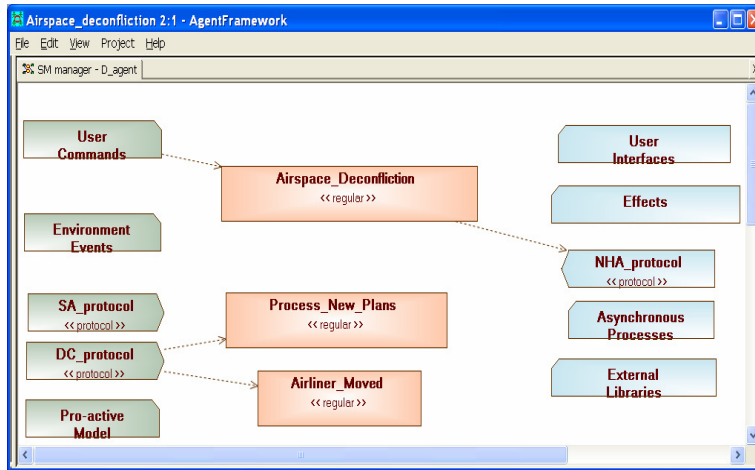 Airspace_deconfliction 2:1 - AgentFramework
File Edit View Project Help
SM manager - D_agent
User
Commands
Environment
Events
SA_protocol
<<protocol>>
DC_protocol
<<protocol>>
Pro-active
Model
Airspace_Deconfliction
<<regular>>
Process_New_Plans
<<regular>>
Airliner_Moved
<<regular>>
User
Interfaces
Effects
NHA_protocol
<<protocol>>
Asynchronous
Processes
External
Libraries